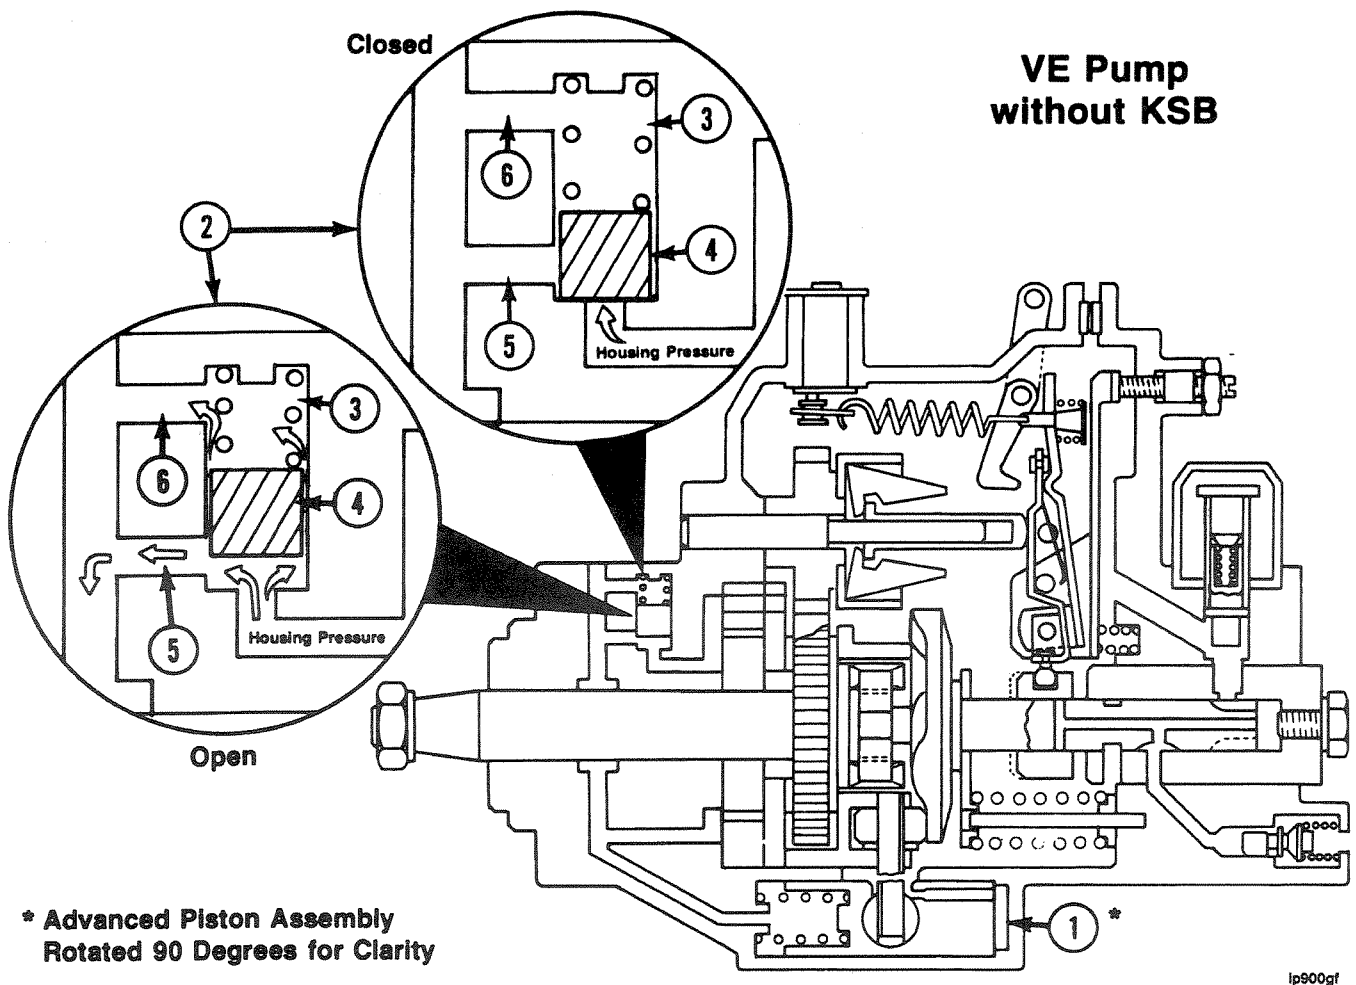 Closed
VE Pump
without KSB
3
6
2
4
5
Housing Pressure
3
6
4
5
Housing Pressure
Open
* Advanced Piston Assembly
Rotated 90 Degrees for Clarity
1 *
lp900gf